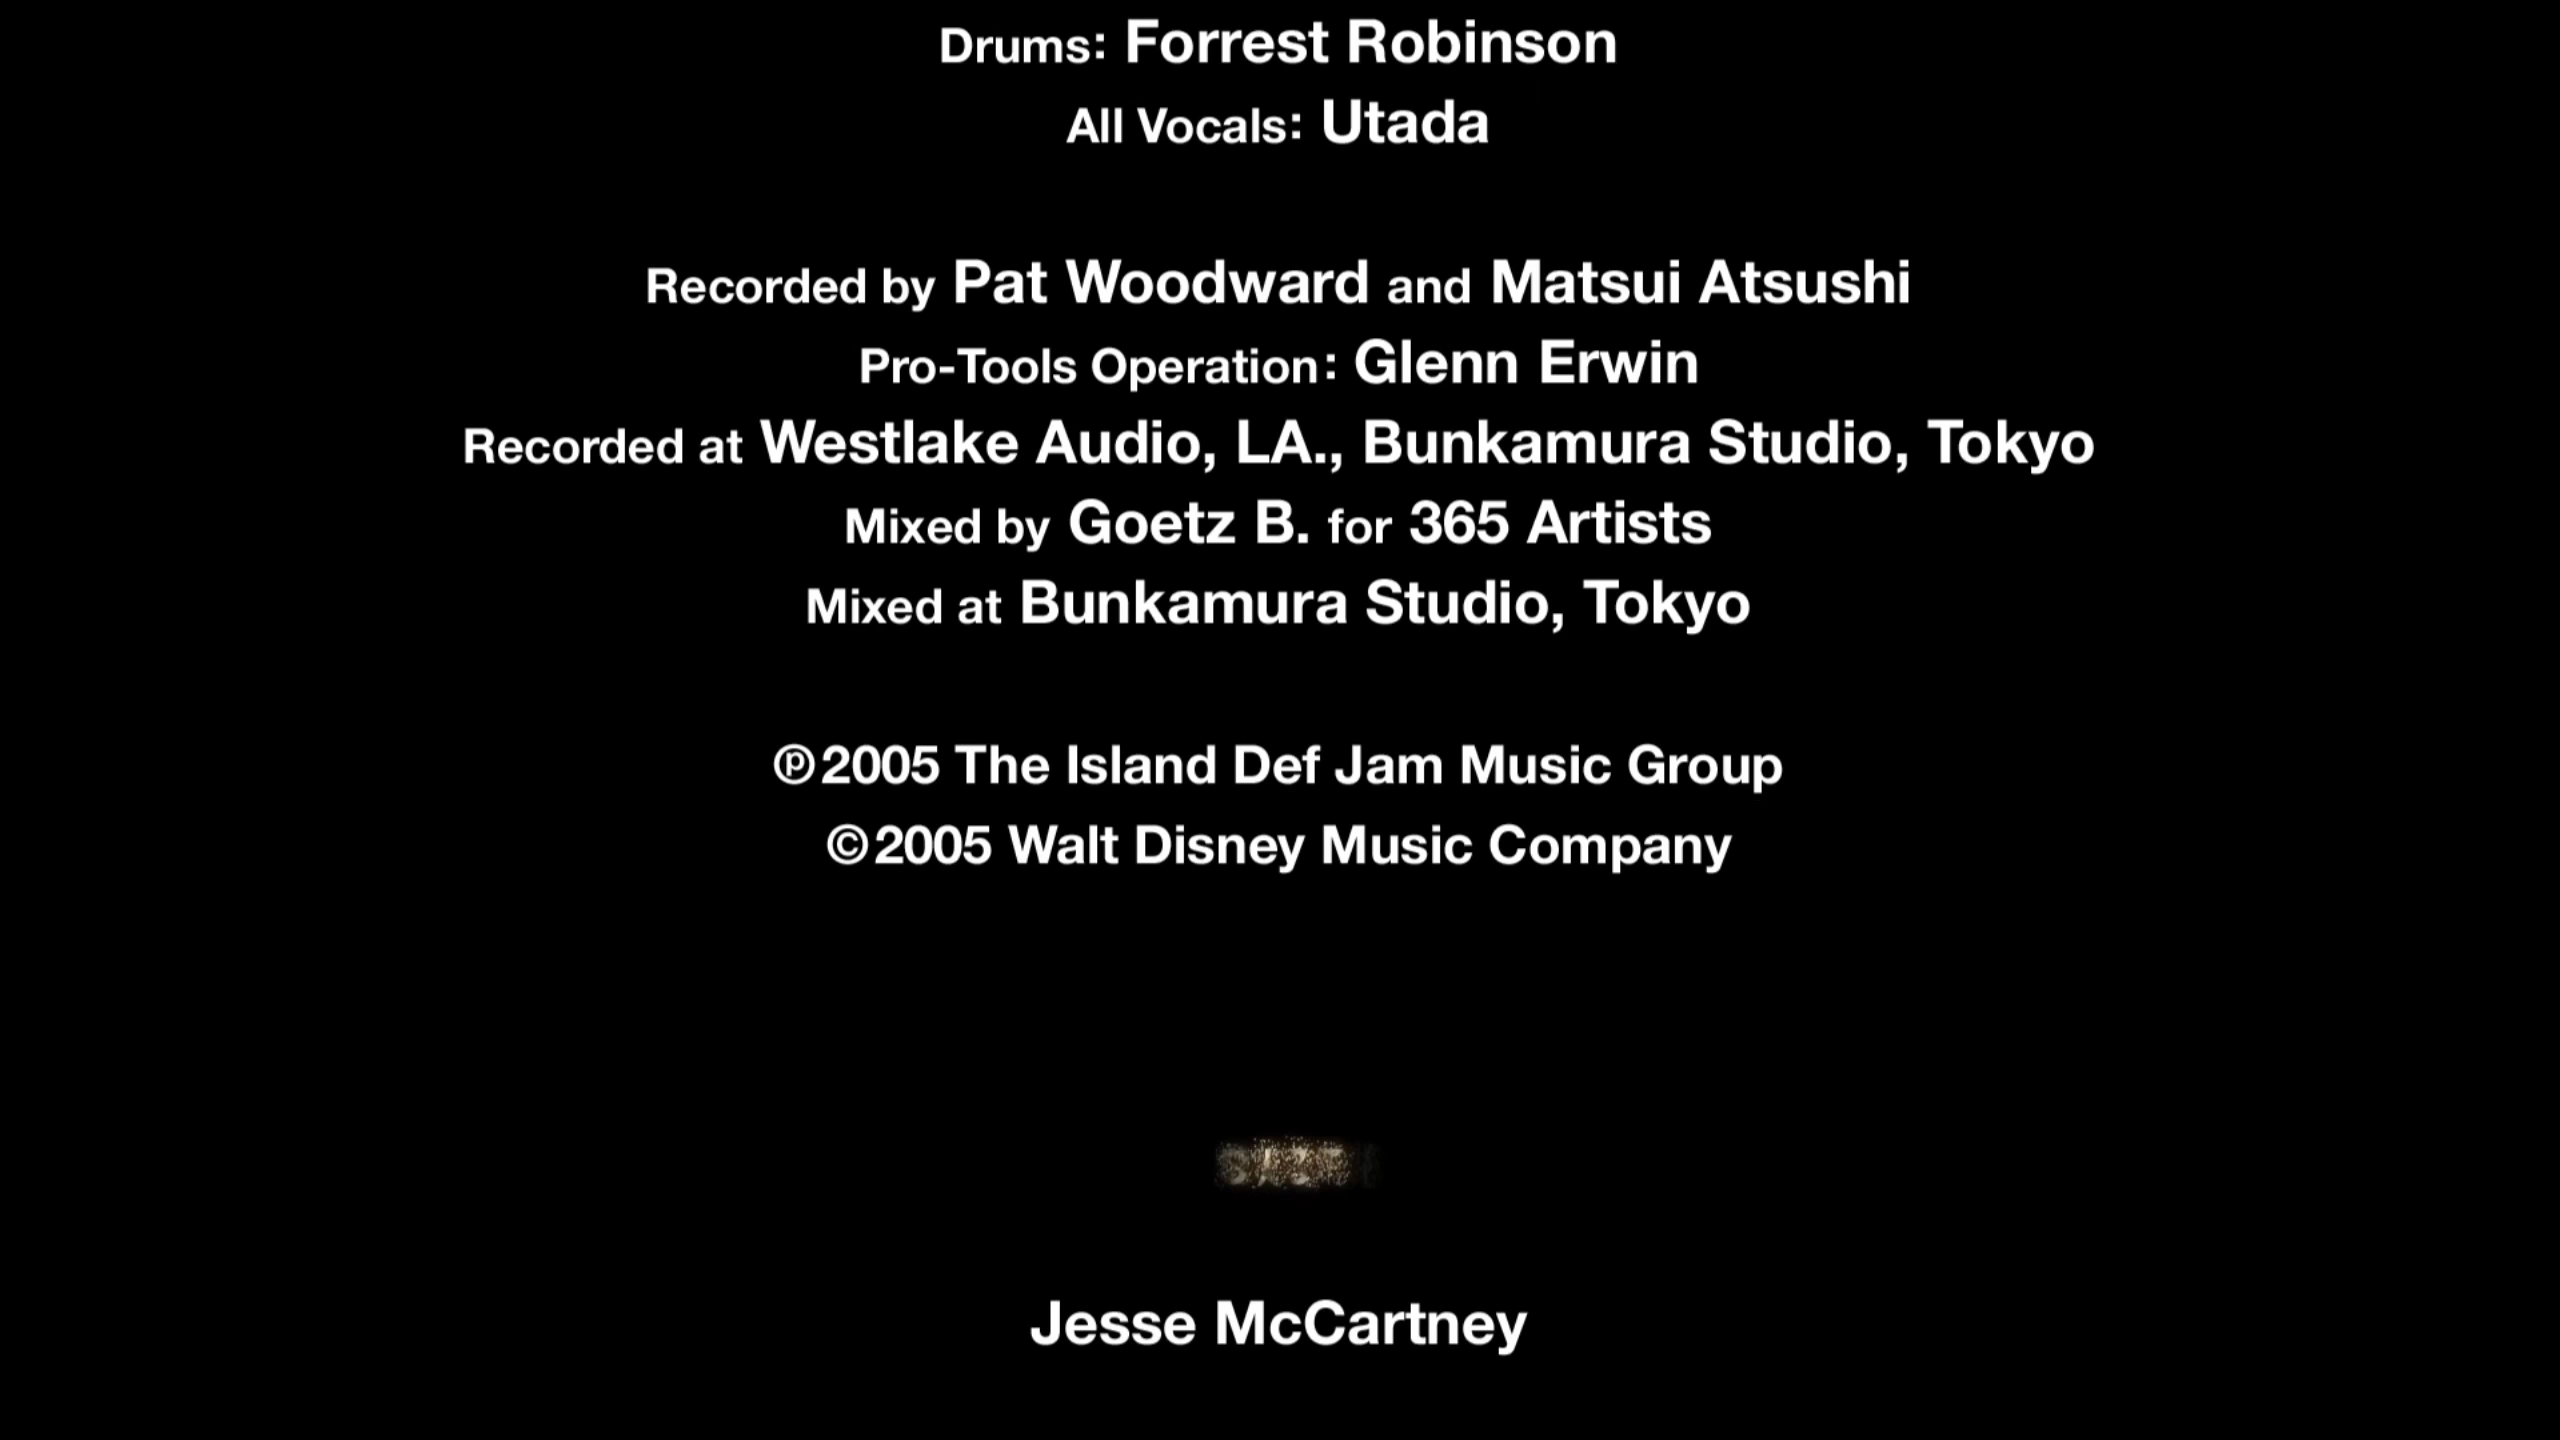 Drums: Forrest Robinson
All Vocals: Utada
Recorded by Pat Woodward and Matsui Atsushi
Pro-Tools Operation: Glenn Erwin
Recorded at Westlake Audio, LA., Bunkamura Studio, Tokyo
Mixed by Goetz B. for 365 Artists
Mixed at Bunkamura Studio, Tokyo
℗2005 The Island Def Jam Music Group
©2005 Walt Disney Music Company
Jesse McCartney